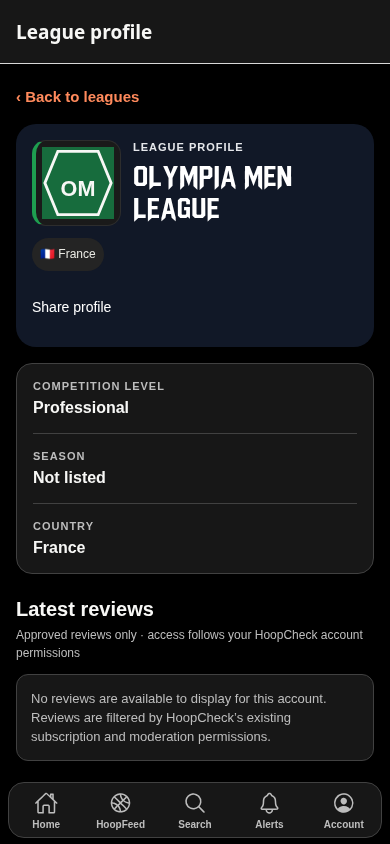 League profile
‹ Back to leagues
OM
LEAGUE PROFILE
OLYMPIA MEN
LEAGUE
France
Share profile
COMPETITION LEVEL
Professional
SEASON
Not listed
COUNTRY
France
Latest reviews
Approved reviews only · access follows your HoopCheck account
permissions
No reviews are available to display for this account.
Reviews are filtered by HoopCheck's existing
subscription and moderation permissions.
Home HoopFeed Search Alerts Account